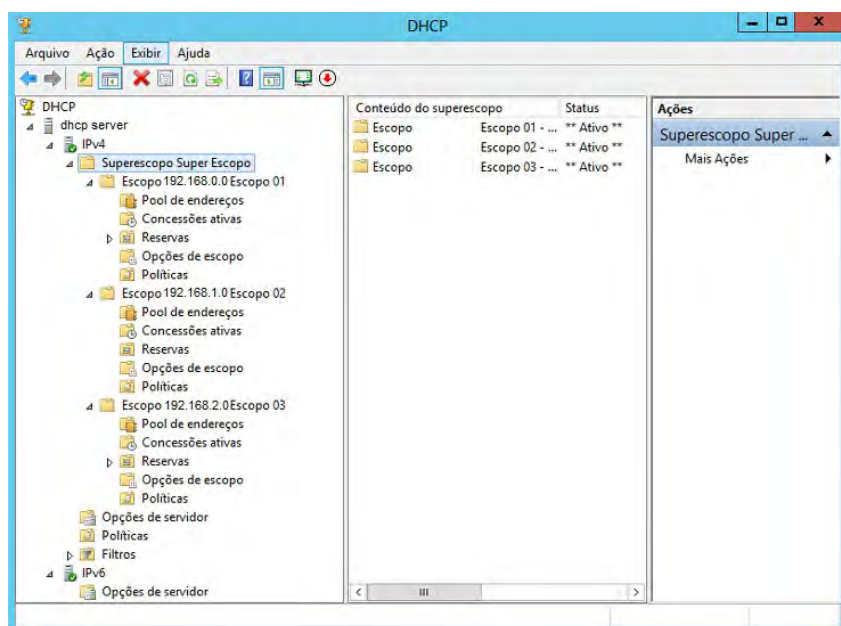 DHCP
Arquivo Ação Exibir Ajuda
DHCP
dhcp server
IPv4
Superescopo Super Escopo
Escopo 192.168.0.0 Escopo 01
Pool de endereços
Concessões ativas
Reservas
Opções de escopo
Políticas
Escopo 192.168.1.0 Escopo 02
Pool de endereços
Concessões ativas
Reservas
Opções de escopo
Políticas
Escopo 192.168.2.0Escopo 03
Pool de endereços
Concessões ativas
Reservas
Opções de escopo
Políticas
Opções de servidor
Políticas
Filtros
IPv6
Opções de servidor
Conteúdo do superescopo Status
Escopo Escopo 01 - ... ** Ativo **
Escopo Escopo 02 - ... ** Ativo **
Escopo Escopo 03 - ... ** Ativo **
Ações
Superescopo Super ...
Mais Ações